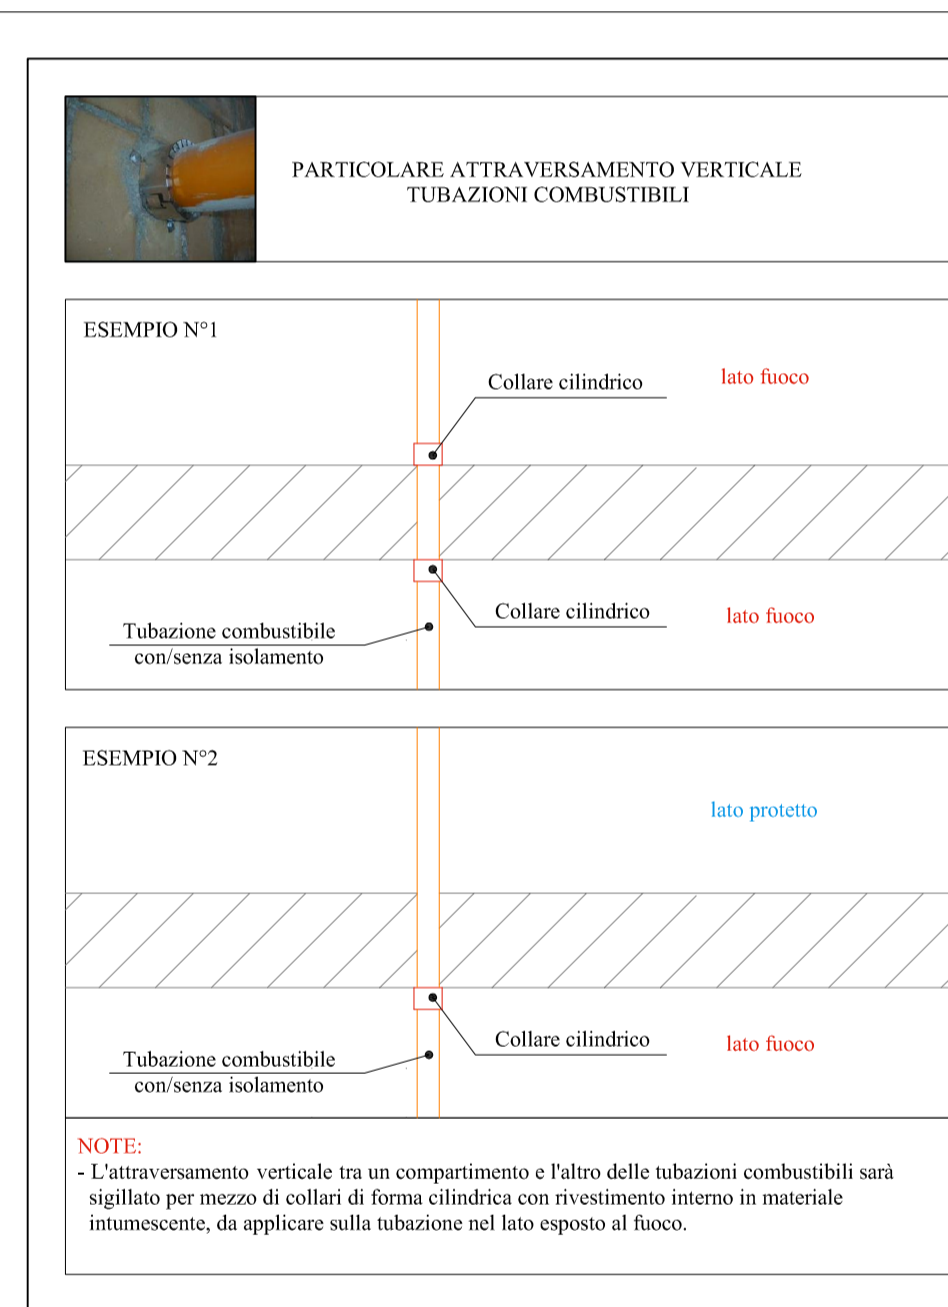 PARTICOLARE ATTRAVERSAMENTO VERTICALE
TUBAZIONI COMBUSTIBILI
ESEMPIO N°1
Collare cilindrico
lato fuoco
Collare cilindrico
lato fuoco
Tubazione combustibile
con/senza isolamento
ESEMPIO N°2
lato protetto
Collare cilindrico
lato fuoco
Tubazione combustibile
con/senza isolamento
NOTE:
- L'attraversamento verticale tra un compartimento e l'altro delle tubazioni combustibili sarà
sigillato per mezzo di collari di forma cilindrica con rivestimento interno in materiale
intumescente, da applicare sulla tubazione nel lato esposto al fuoco.